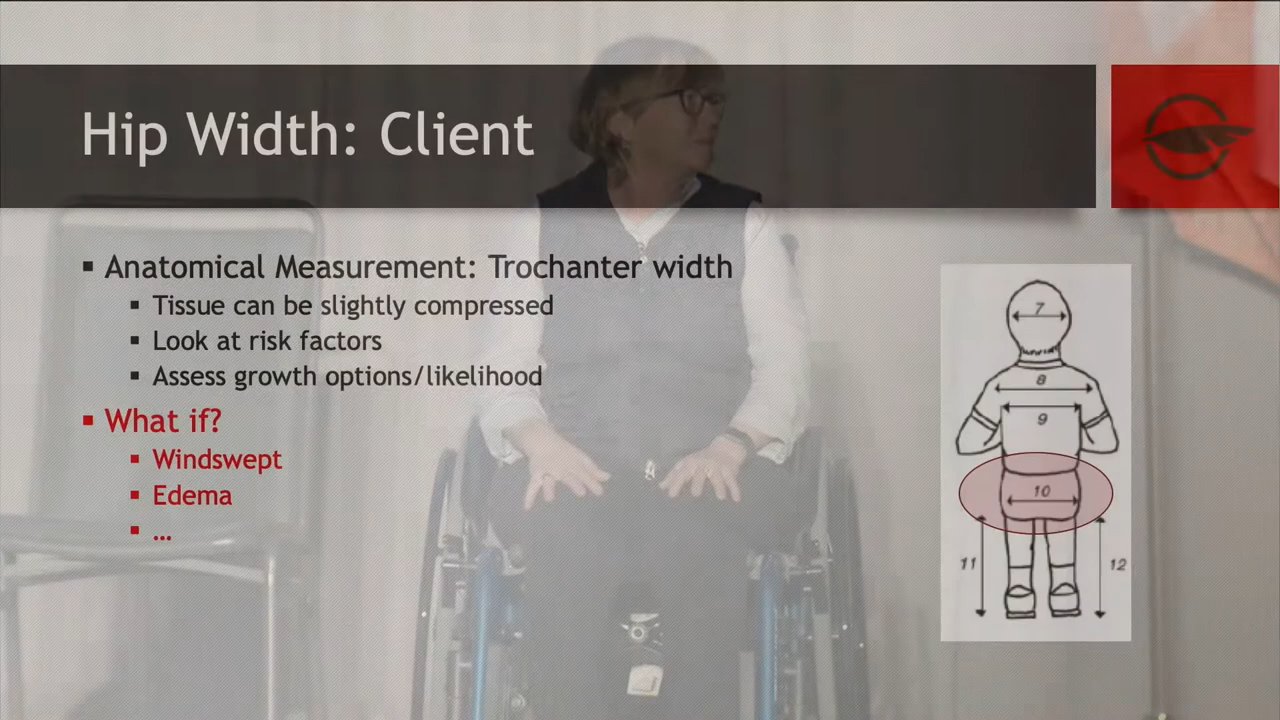 Hip Width: Client
▪ Anatomical Measurement: Trochanter width
▪ Tissue can be slightly compressed
▪ Look at risk factors
▪ Assess growth options/likelihood
▪ What if?
▪ Windswept
▪ Edema
▪ …
7
8
9
10
11
12